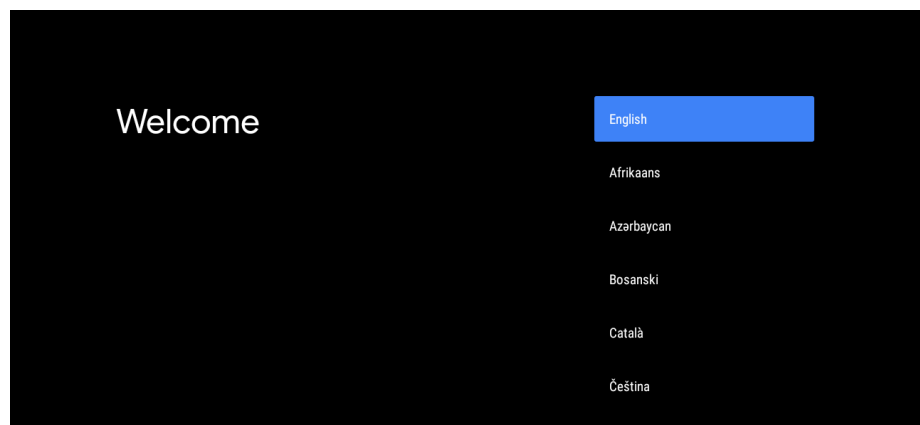 Welcome
English
Afrikaans
Azərbaycan
Bosanski
Català
Čeština